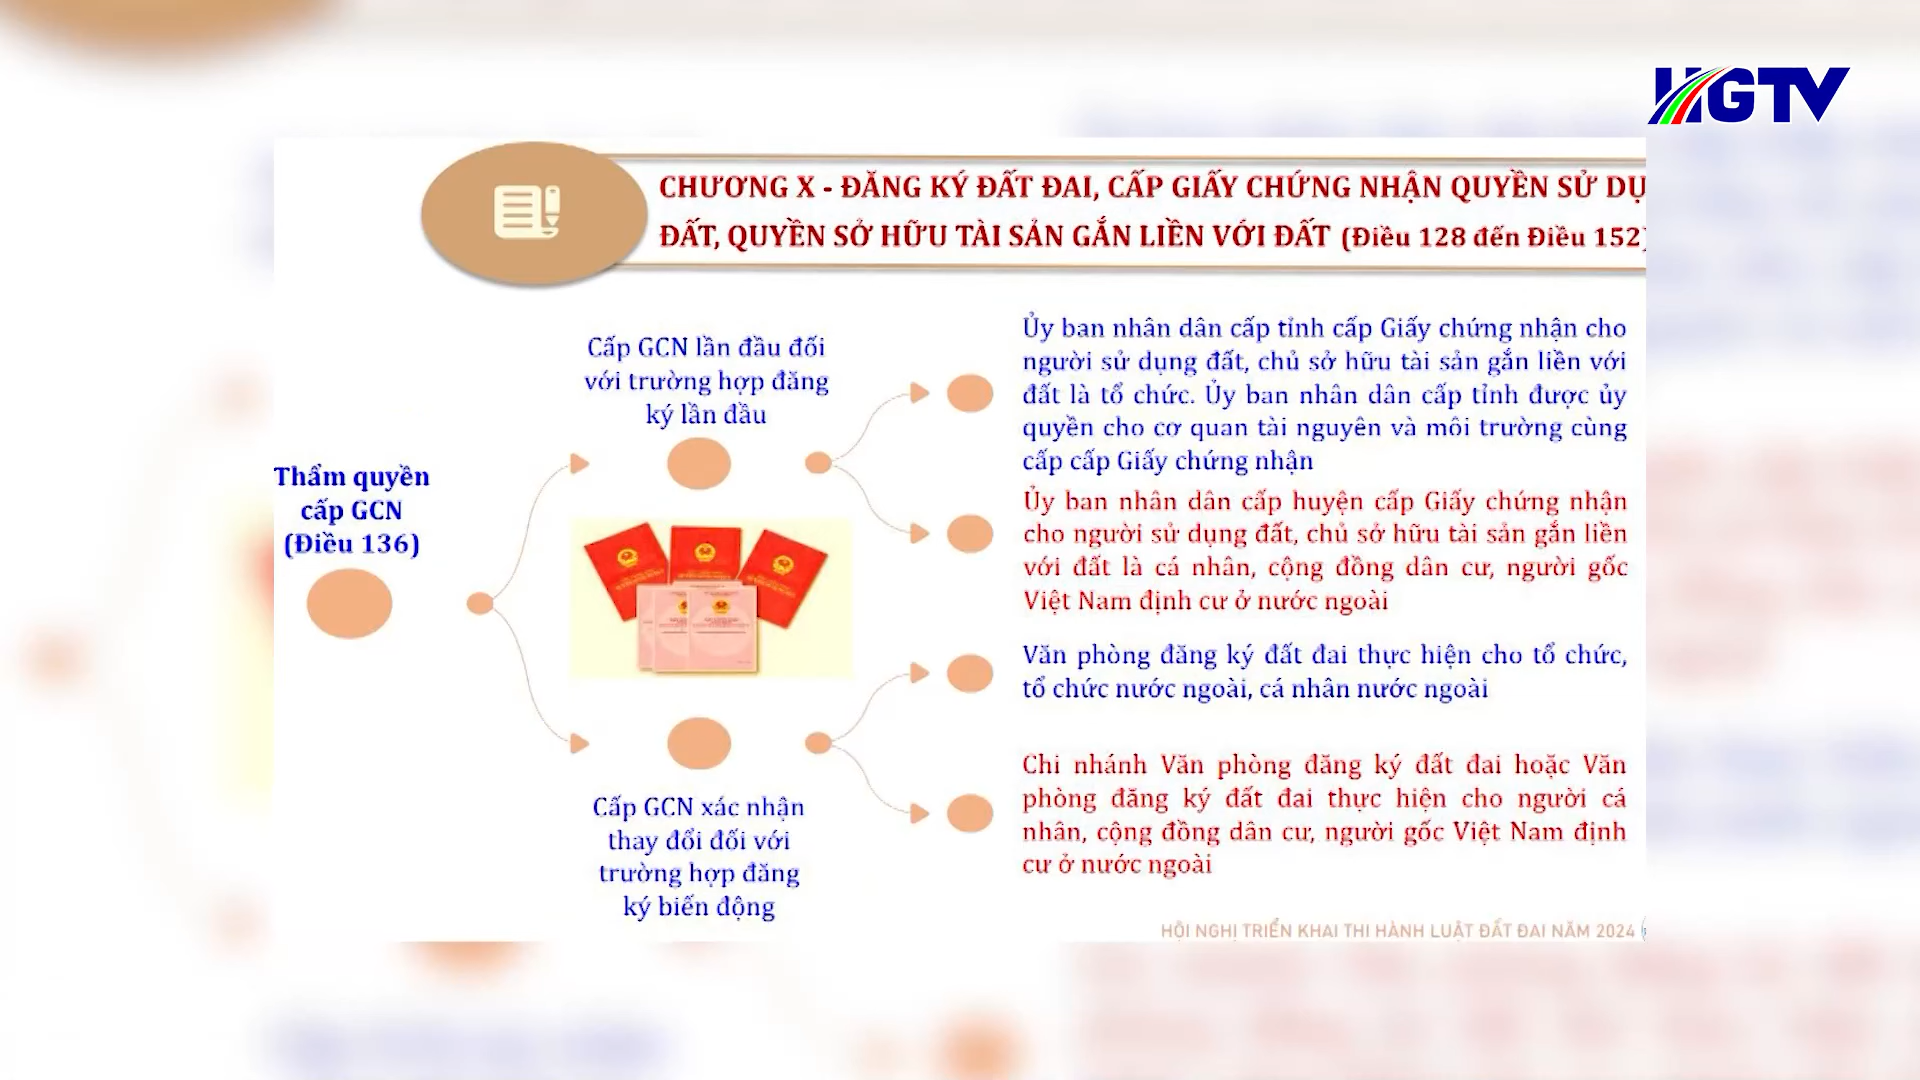 HGTV
CHƯƠNG X - ĐĂNG KÝ ĐẤT ĐAI, CẤP GIẤY CHỨNG NHẬN QUYỀN SỬ DỤ
ĐẤT, QUYỀN SỞ HỮU TÀI SẢN GẮN LIỀN VỚI ĐẤT (Điều 128 đến Điều 152)
Thẩm quyền
cấp GCN
(Điều 136)
Cấp GCN lần đầu đối
với trường hợp đăng
ký lần đầu
Ủy ban nhân dân cấp tỉnh cấp Giấy chứng nhận cho
người sử dụng đất, chủ sở hữu tài sản gắn liền với
đất là tổ chức. Ủy ban nhân dân cấp tỉnh được ủy
quyền cho cơ quan tài nguyên và môi trường cùng
cấp cấp Giấy chứng nhận
Ủy ban nhân dân cấp huyện cấp Giấy chứng nhận
cho người sử dụng đất, chủ sở hữu tài sản gắn liền
với đất là cá nhân, cộng đồng dân cư, người gốc
Việt Nam định cư ở nước ngoài
Cấp GCN xác nhận
thay đổi đối với
trường hợp đăng
ký biến động
Văn phòng đăng ký đất đai thực hiện cho tổ chức,
tổ chức nước ngoài, cá nhân nước ngoài
Chi nhánh Văn phòng đăng ký đất đai hoặc Văn
phòng đăng ký đất đai thực hiện cho người cá
nhân, cộng đồng dân cư, người gốc Việt Nam định
cư ở nước ngoài
HỘI NGHỊ TRIỂN KHAI THI HÀNH LUẬT ĐẤT ĐAI NĂM 2024